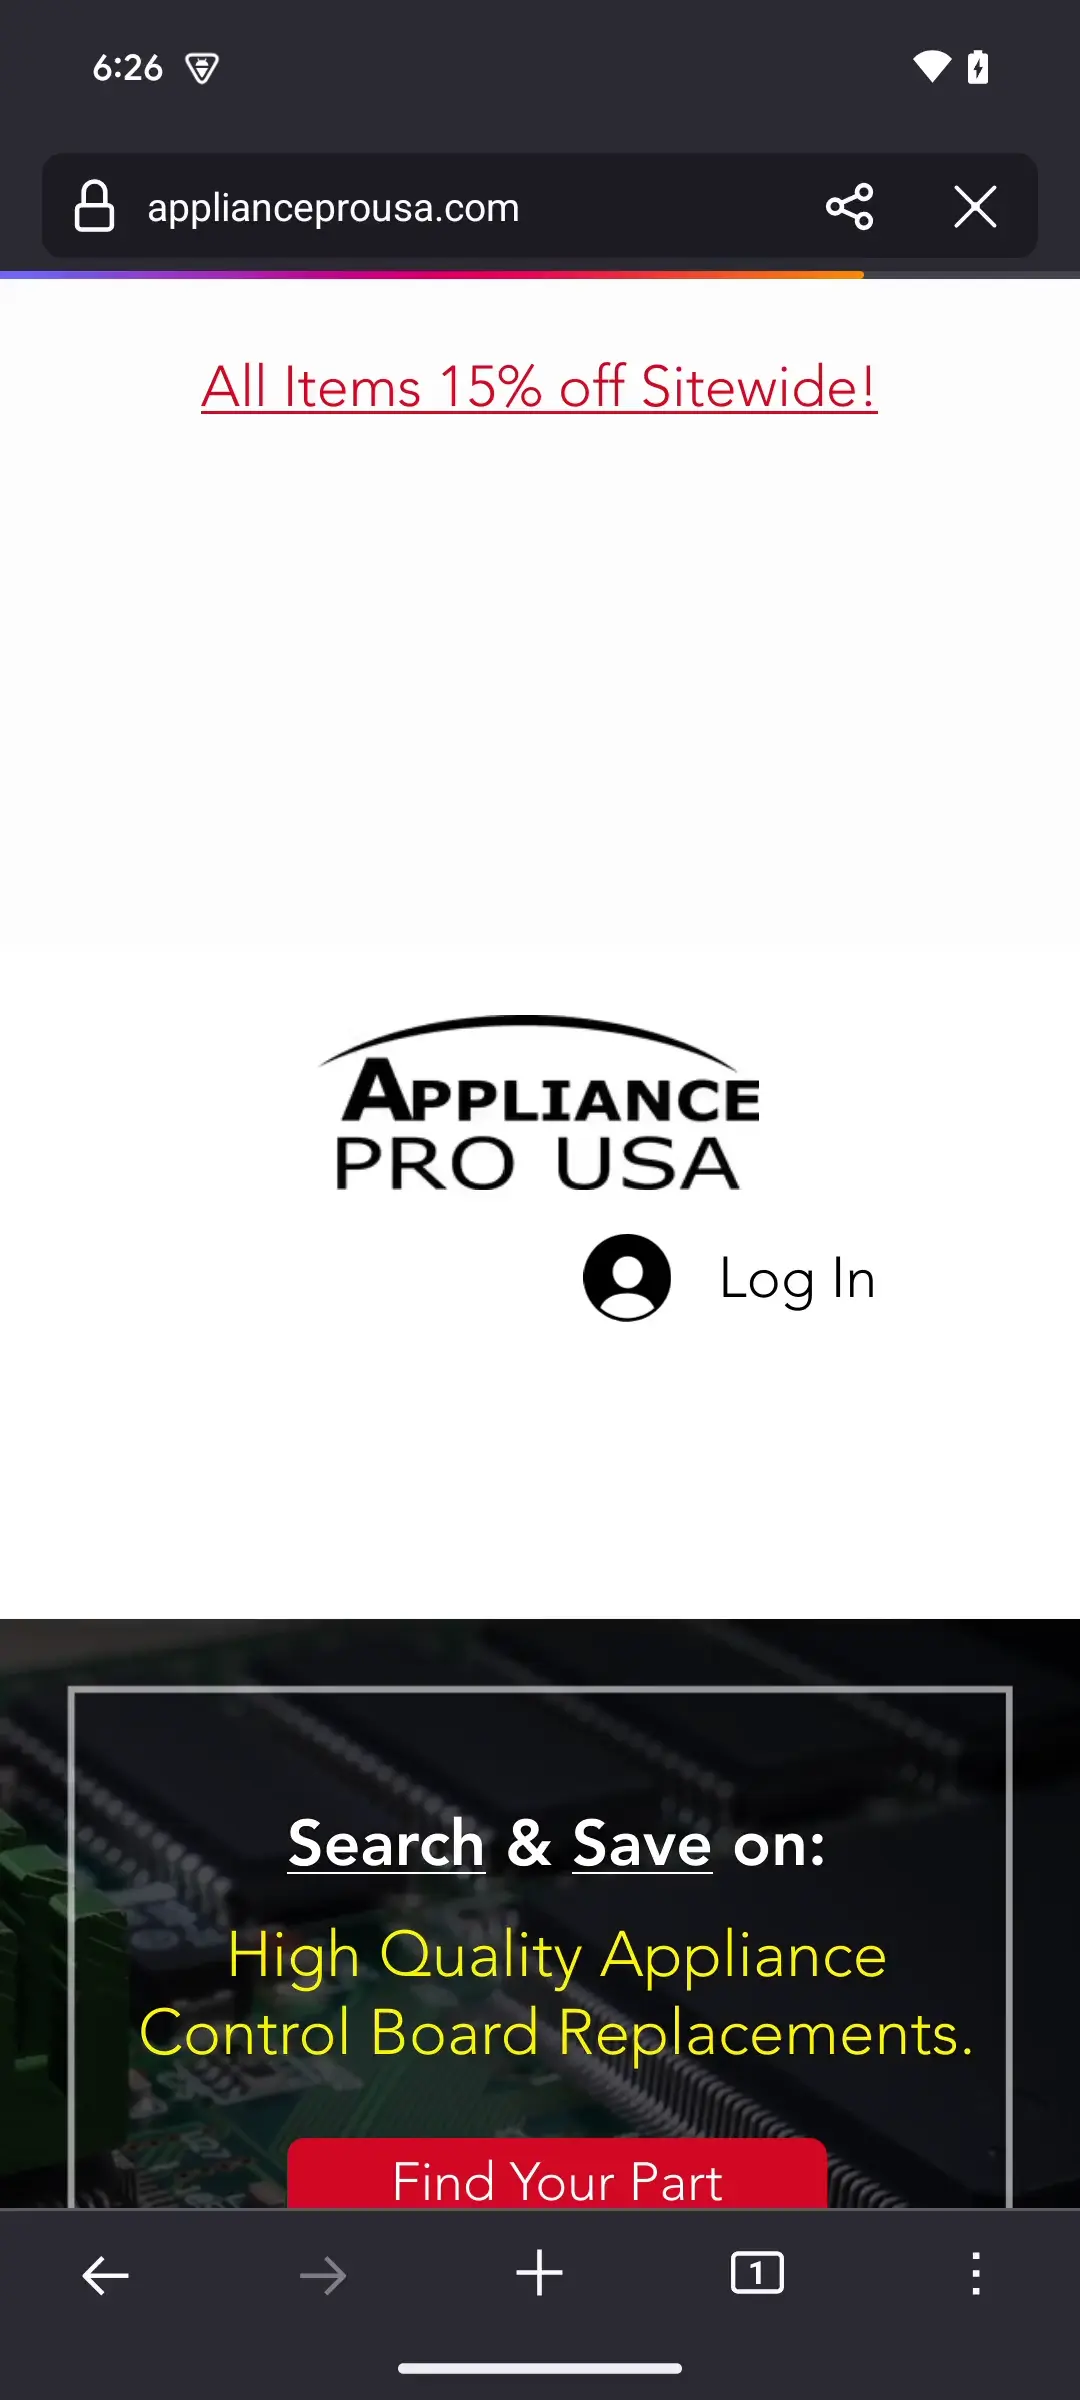 6:26
applianceprousa.com
All Items 15% off Sitewide!
APPLIANCE
PRO USA
Log In
Search & Save on:
High Quality Appliance
Control Board Replacements.
Find Your Part
1